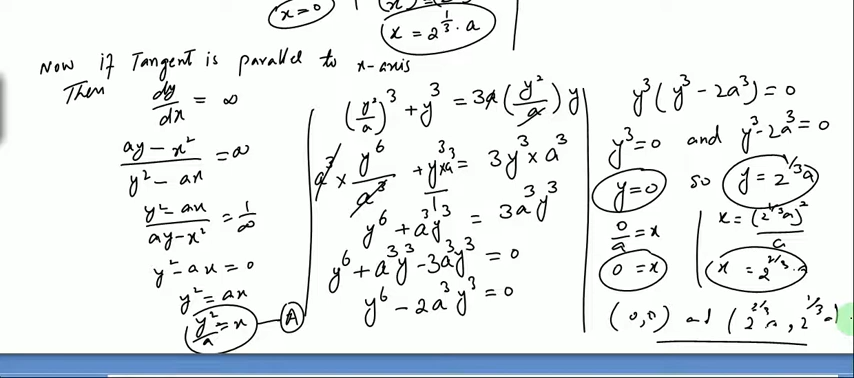 x=0
x = 2^{1/3} · a
Now if Tangent is parallel to x-axis
Then dy/dx = ∞
(ay - x²)/(y² - ax) = ∞
(y² - ax)/(ay - x²) = 1/∞
y² - ax = 0
y² = ax
y²/a = x — A
(y²/a)³ + y³ = 3a(y²/a)y
a³ × y⁶/a³ + y³×a³/1 = 3y³ × a³
y⁶ + a³y³ = 3a³y³
y⁶ + a³y³ - 3a³y³ = 0
y⁶ - 2a³y³ = 0
y³(y³ - 2a³) = 0
y³ = 0 and y³ - 2a³ = 0
y=0 so y = 2^{1/3}a
0/a = x
0 = x
x = (2^{1/3}a)²/a
x = 2^{2/3} · a
(0,0) and (2^{2/3}a, 2^{1/3}a)